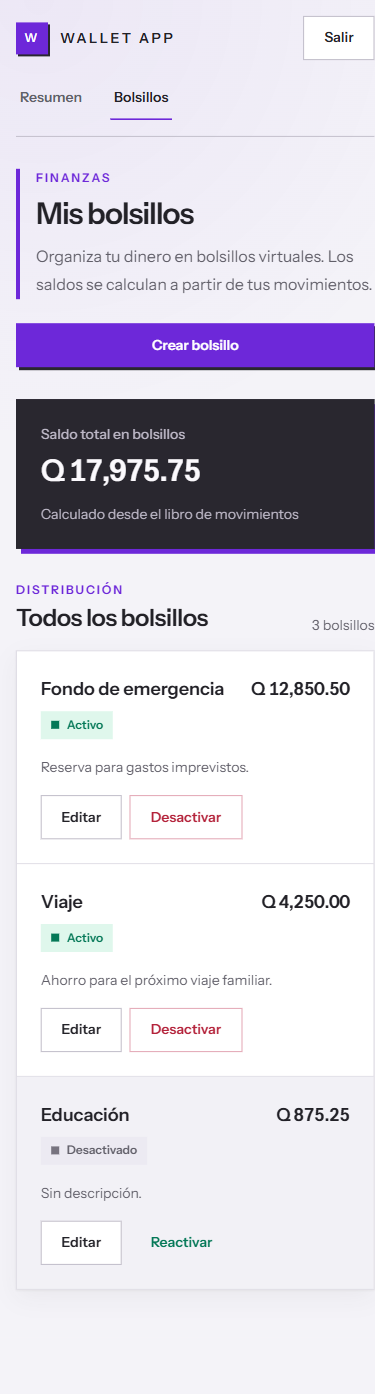 W WALLET APP Salir
Resumen Bolsillos
FINANZAS
Mis bolsillos
Organiza tu dinero en bolsillos virtuales. Los
saldos se calculan a partir de tus movimientos.
Crear bolsillo
Saldo total en bolsillos
Q 17,975.75
Calculado desde el libro de movimientos
DISTRIBUCIÓN
Todos los bolsillos 3 bolsillos
Fondo de emergencia Q 12,850.50
Activo
Reserva para gastos imprevistos.
Editar Desactivar
Viaje Q 4,250.00
Activo
Ahorro para el próximo viaje familiar.
Editar Desactivar
Educación Q 875.25
Desactivado
Sin descripción.
Editar Reactivar